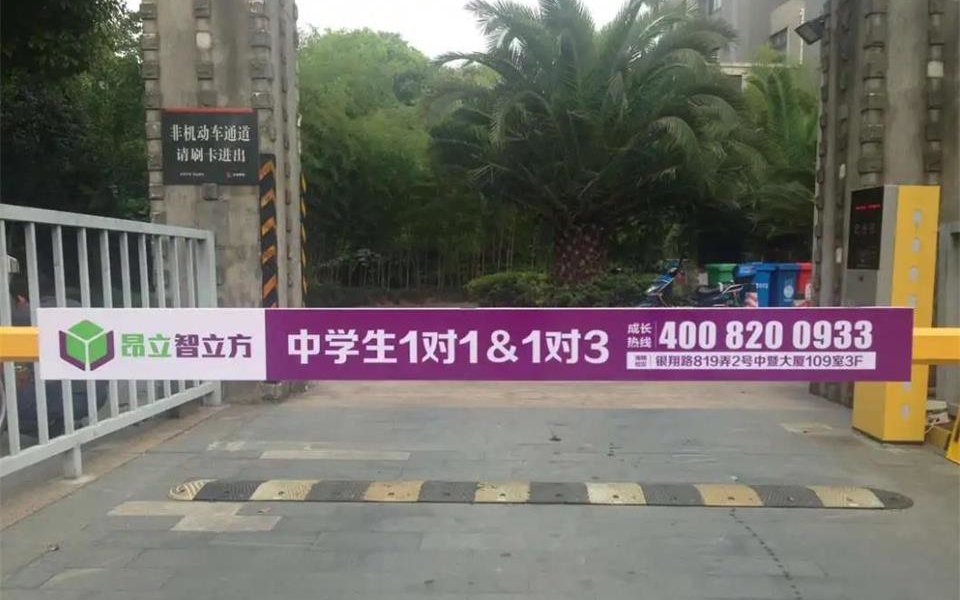 非机动车通道
请刷卡进出
昂立智立方
中学生1对1&1对3
成长
热线
400 820 0933
银翔路819弄2号中暨大厦109室3F